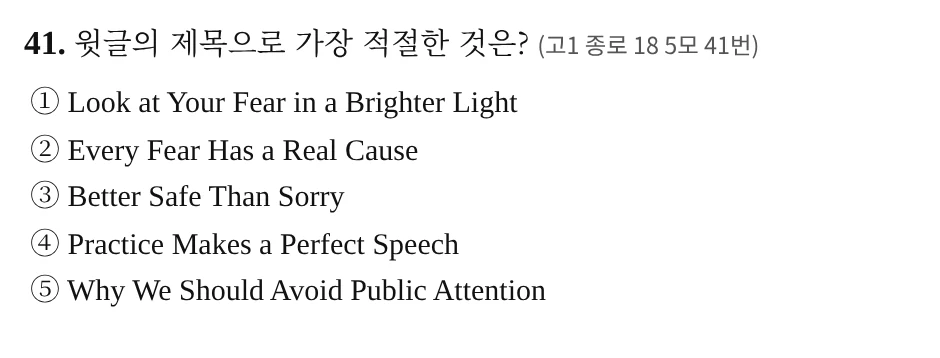 41. 윗글의 제목으로 가장 적절한 것은? (고1 종로 18 5모 41번)
① Look at Your Fear in a Brighter Light
② Every Fear Has a Real Cause
③ Better Safe Than Sorry
④ Practice Makes a Perfect Speech
⑤ Why We Should Avoid Public Attention